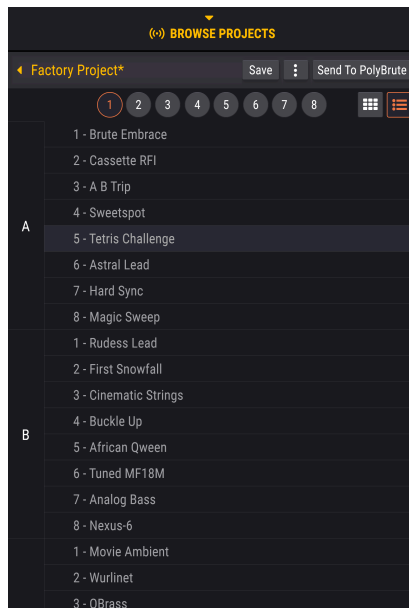 BROWSE PROJECTS
Factory Project*
Save
Send To PolyBrute
1 2 3 4 5 6 7 8
A
1 - Brute Embrace
2 - Cassette RFI
3 - A B Trip
4 - Sweetspot
5 - Tetris Challenge
6 - Astral Lead
7 - Hard Sync
8 - Magic Sweep
B
1 - Rudess Lead
2 - First Snowfall
3 - Cinematic Strings
4 - Buckle Up
5 - African Qween
6 - Tuned MF18M
7 - Analog Bass
8 - Nexus-6
1 - Movie Ambient
2 - Wurlinet
3 - OBrass